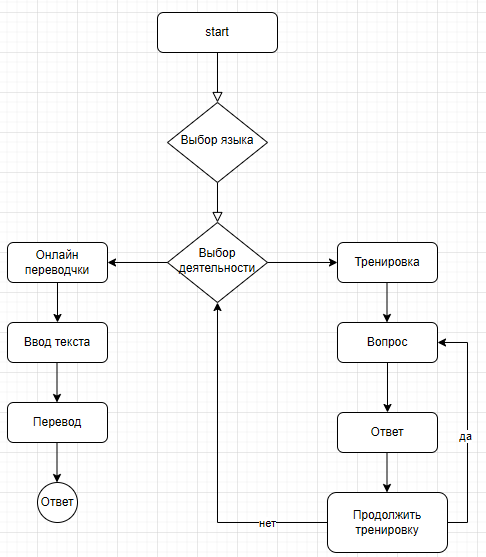 start
Выбор языка
Выбор
деятельности
Онлайн
переводчки
Тренировка
Ввод текста
Вопрос
Перевод
Ответ
да
Ответ
Продолжить
тренировку
нет